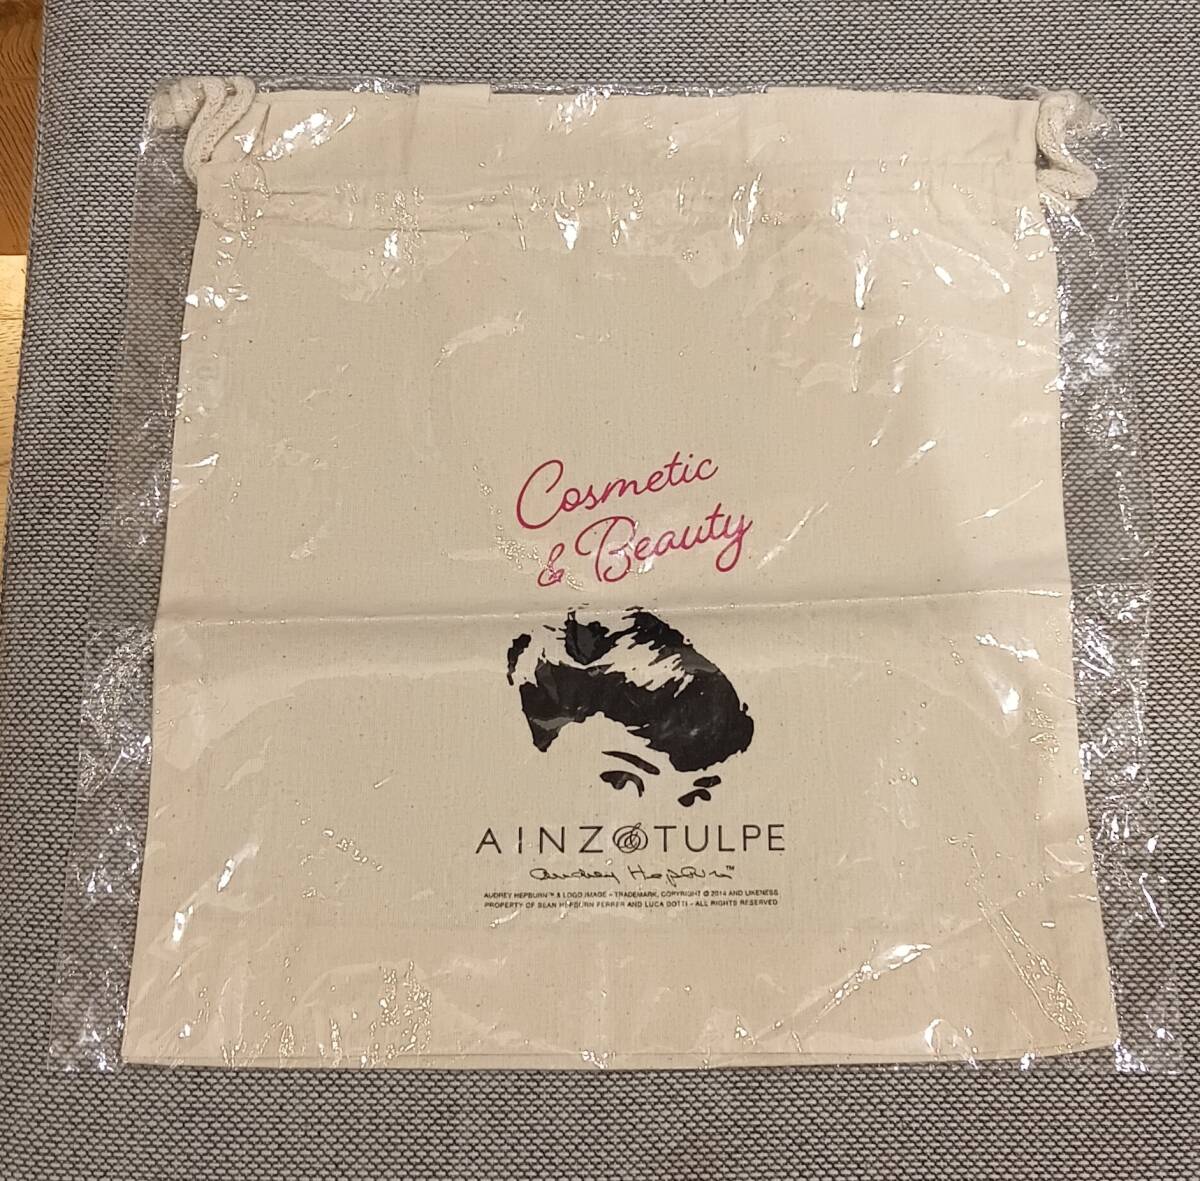 Cosmetic
& Beauty
AINZ & TULPE
Audrey Hepburn™
AUDREY HEPBURN™ & LOGO/IMAGE - TRADEMARK, COPYRIGHT © 2014 AND LIKENESS
PROPERTY OF SEAN HEPBURN FERRER AND LUCA DOTTI - ALL RIGHTS RESERVED